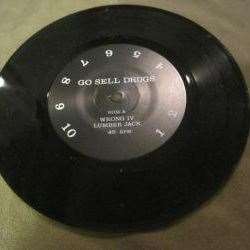 GO SELL DRUGS
SIDE A
WRONG IV
LUMBER JACK
45 RPM
1
2
4
5
6
7
8
9
10